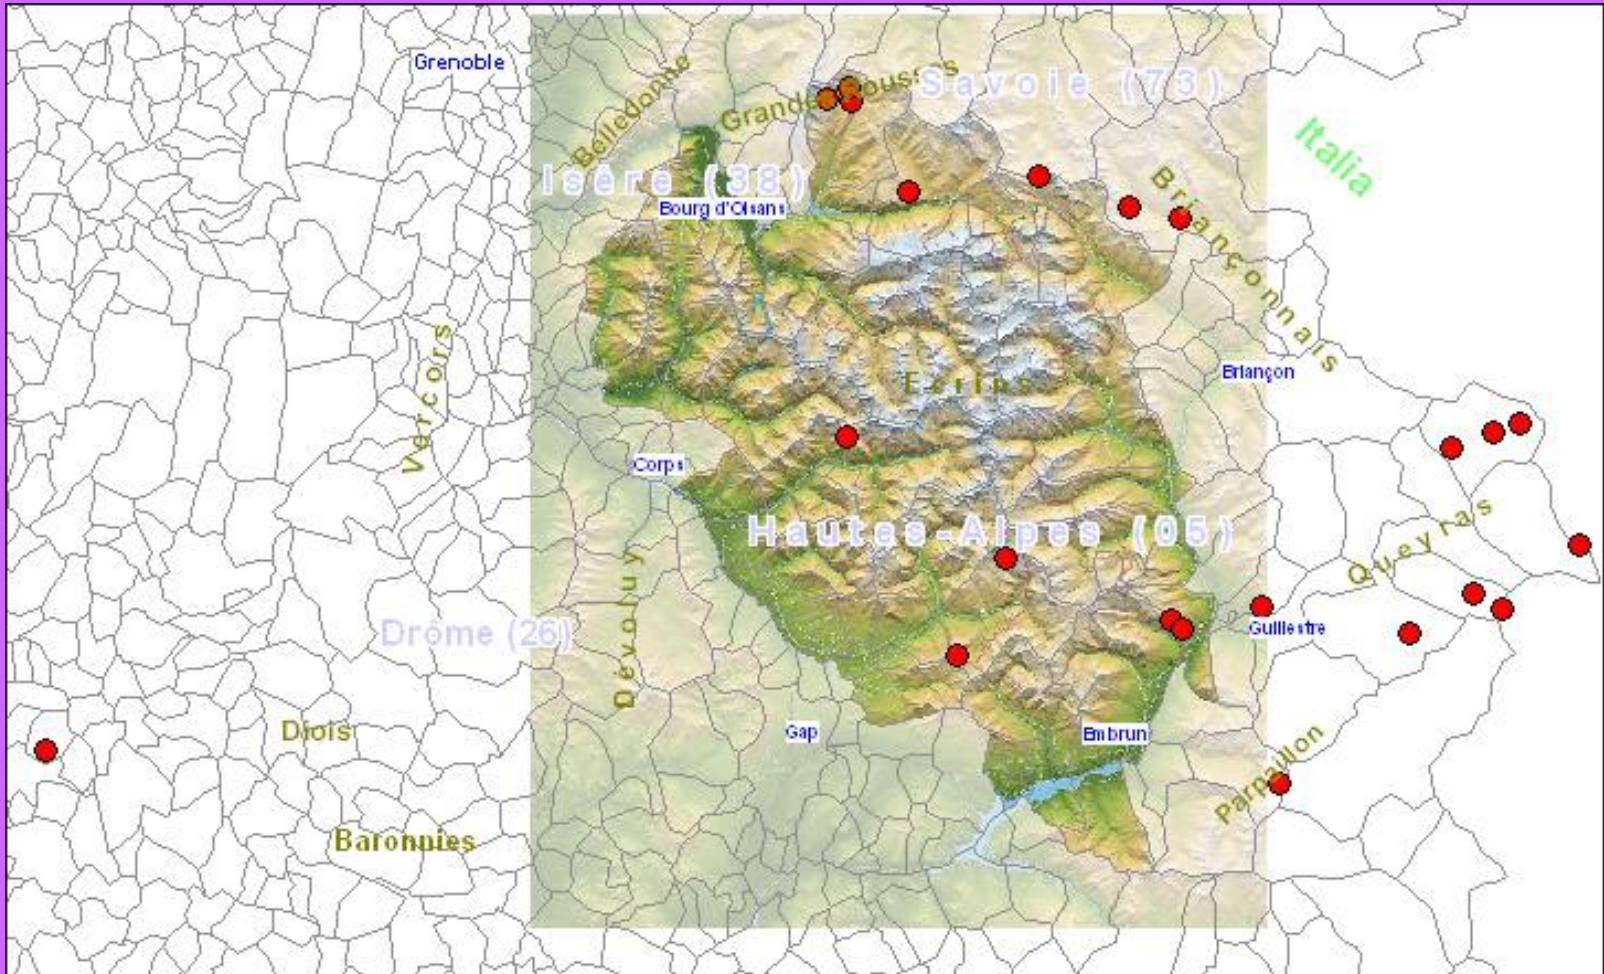 Grenoble
Belledonne
Grandes Rousses
Savoie (73)
Italia
Isère (38)
Bourg d'Oisans
Briançonnais
Vercors
Ecrins
Briançon
Corps
Hautes-Alpes (05)
Queyras
Dévoluy
Drôme (26)
Guillestre
Diois
Gap
Embrun
Parpaillon
Baronnies